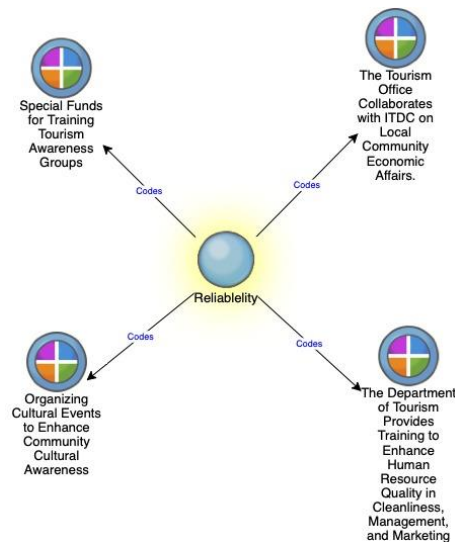 Special Funds
for Training
Tourism
Awareness
Groups
The Tourism
Office
Collaborates
with ITDC on
Local
Community
Economic
Affairs.
Codes
Codes
Reliablelity
Codes
Codes
Organizing
Cultural Events
to Enhance
Community
Cultural
Awareness
The Department
of Tourism
Provides
Training to
Enhance
Human
Resource
Quality in
Cleanliness,
Management,
and Marketing